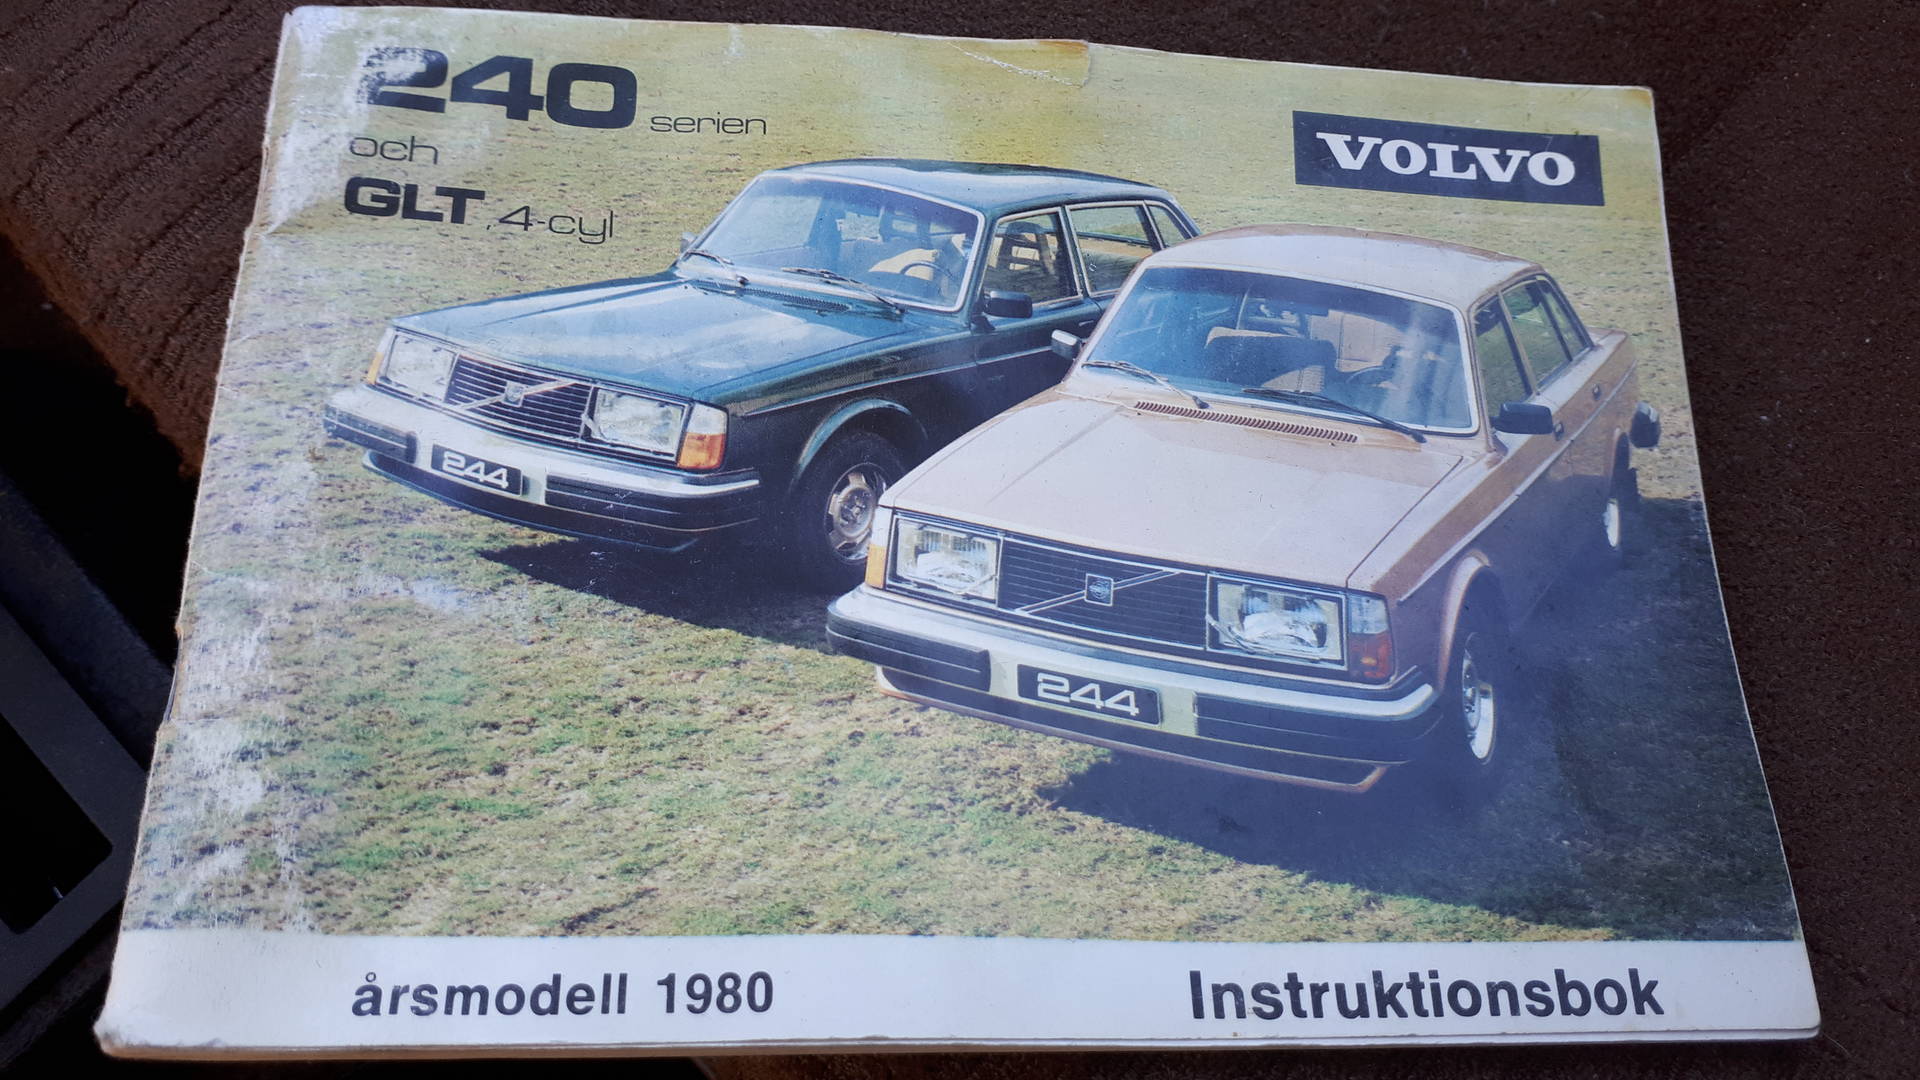 240 serien
och
GLT, 4-cyl
VOLVO
244
244
årsmodell 1980
Instruktionsbok